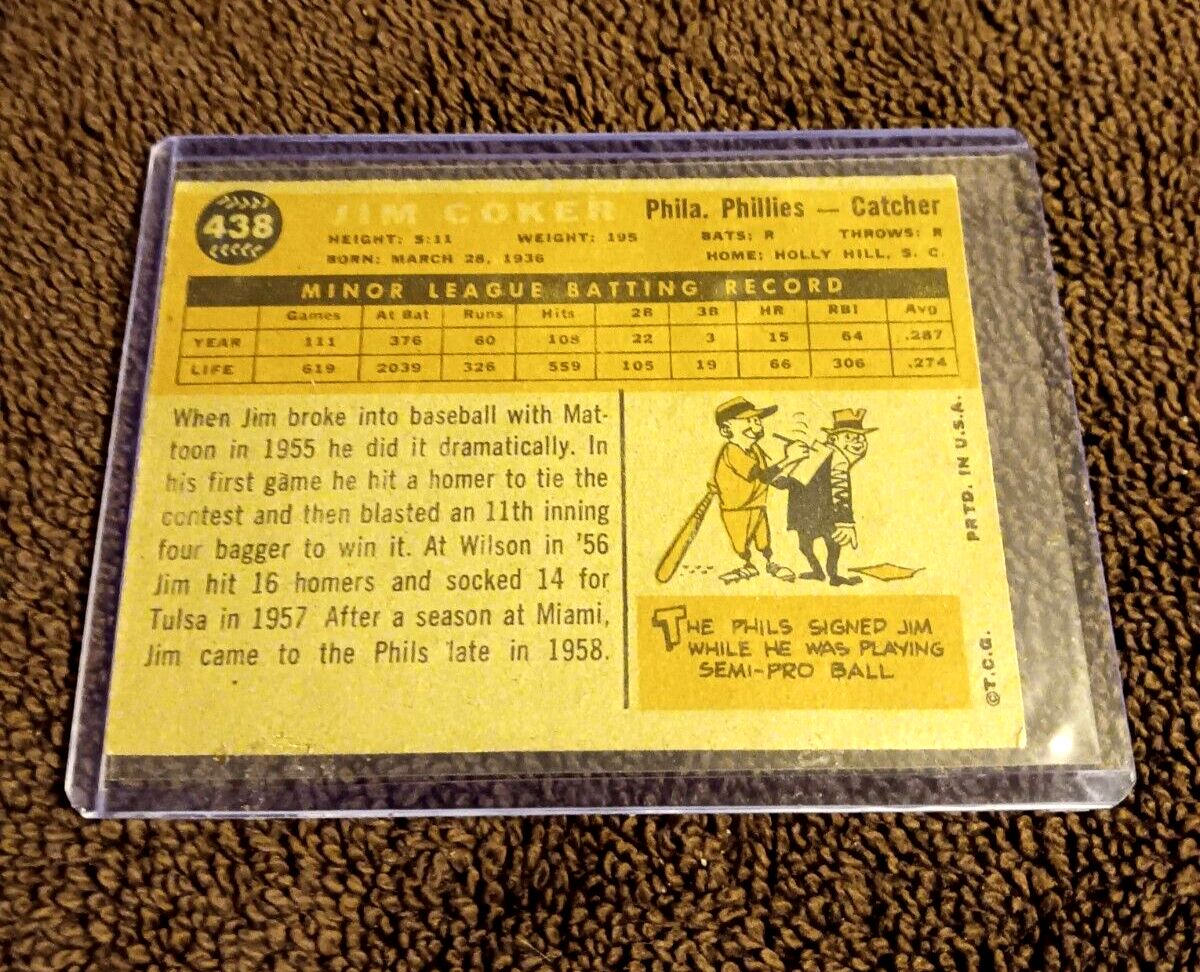 438
JIM COKER Phila. Phillies — Catcher
HEIGHT: 5:11 WEIGHT: 195 BATS: R THROWS: R
BORN: MARCH 28, 1936 HOME: HOLLY HILL, S. C.
MINOR LEAGUE BATTING RECORD
Games At Bat Runs Hits 2B 3B HR RBI Avg
YEAR 111 376 60 108 22 3 15 64 .287
LIFE 619 2039 326 559 105 19 66 306 .274
When Jim broke into baseball with Mat-
toon in 1955 he did it dramatically. In
his first game he hit a homer to tie the
contest and then blasted an 11th inning
four bagger to win it. At Wilson in '56
Jim hit 16 homers and socked 14 for
Tulsa in 1957 After a season at Miami,
Jim came to the Phils late in 1958.
THE PHILS SIGNED JIM
WHILE HE WAS PLAYING
SEMI-PRO BALL
©T.C.G. PRTD. IN U.S.A.